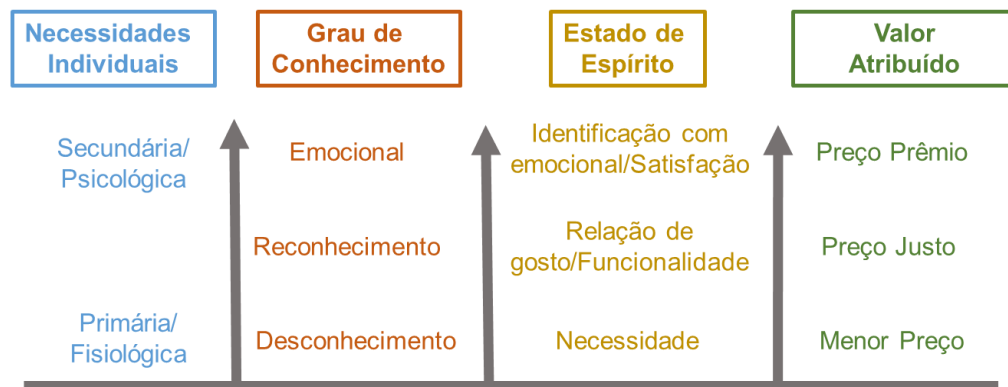 Necessidades
Individuais
Grau de
Conhecimento
Estado de
Espírito
Valor
Atribuído
Secundária/
Psicológica
Emocional
Identificação com
emocional/Satisfação
Preço Prêmio
Reconhecimento
Relação de
gosto/Funcionalidade
Preço Justo
Primária/
Fisiológica
Desconhecimento
Necessidade
Menor Preço